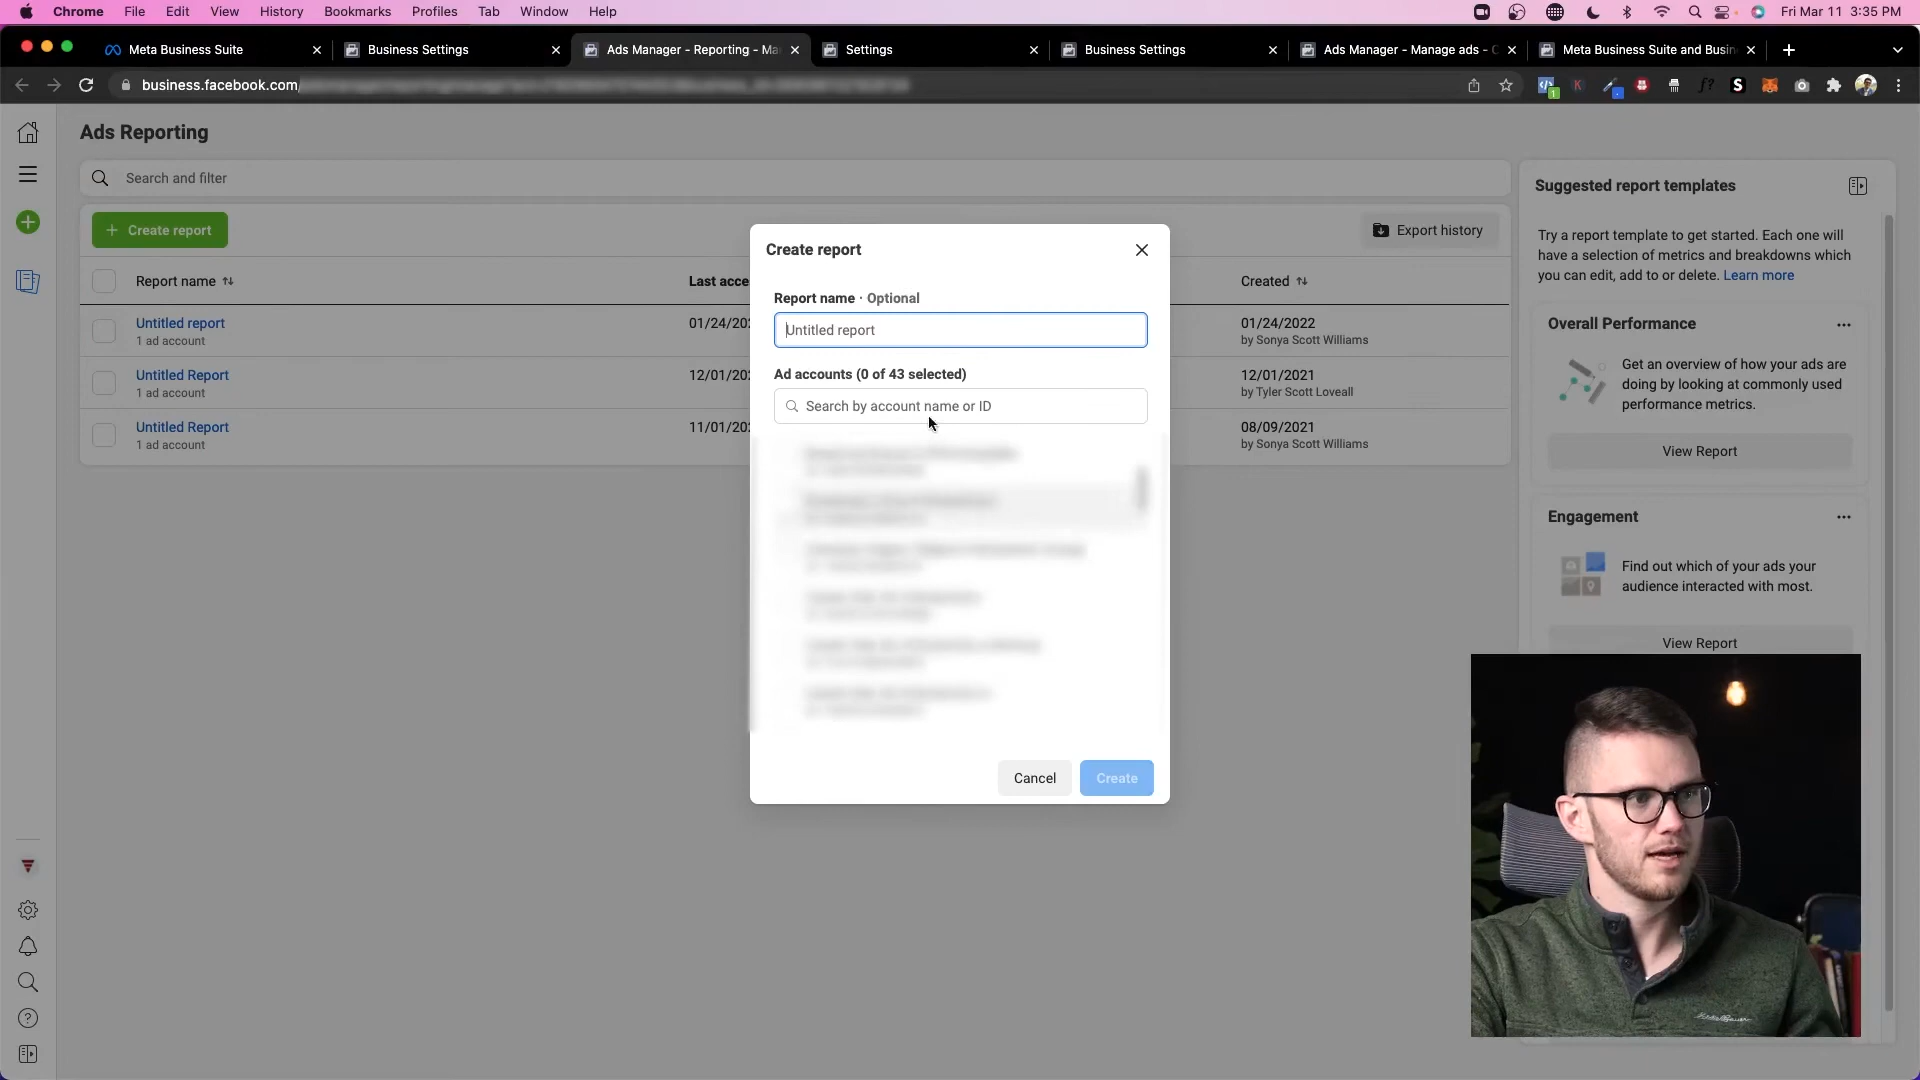 Chrome File Edit View History Bookmarks Profiles Tab Window Help Fri Mar 11 3:35 PM
Meta Business Suite Business Settings Ads Manager - Reporting - Ma Settings Business Settings Ads Manager - Manage ads - C Meta Business Suite and Busin
business.facebook.com/
Ads Reporting
Search and filter
+ Create report
Export history
Report name
Last acce
Created
Untitled report
1 ad account
01/24/202
01/24/2022
by Sonya Scott Williams
Untitled Report
1 ad account
12/01/202
12/01/2021
by Tyler Scott Loveall
Untitled Report
1 ad account
11/01/202
08/09/2021
by Sonya Scott Williams
Create report
Report name · Optional
Untitled report
Ad accounts (0 of 43 selected)
Search by account name or ID
Cancel
Create
Suggested report templates
Try a report template to get started. Each one will
have a selection of metrics and breakdowns which
you can edit, add to or delete. Learn more
Overall Performance
Get an overview of how your ads are
doing by looking at commonly used
performance metrics.
View Report
Engagement
Find out which of your ads your
audience interacted with most.
View Report